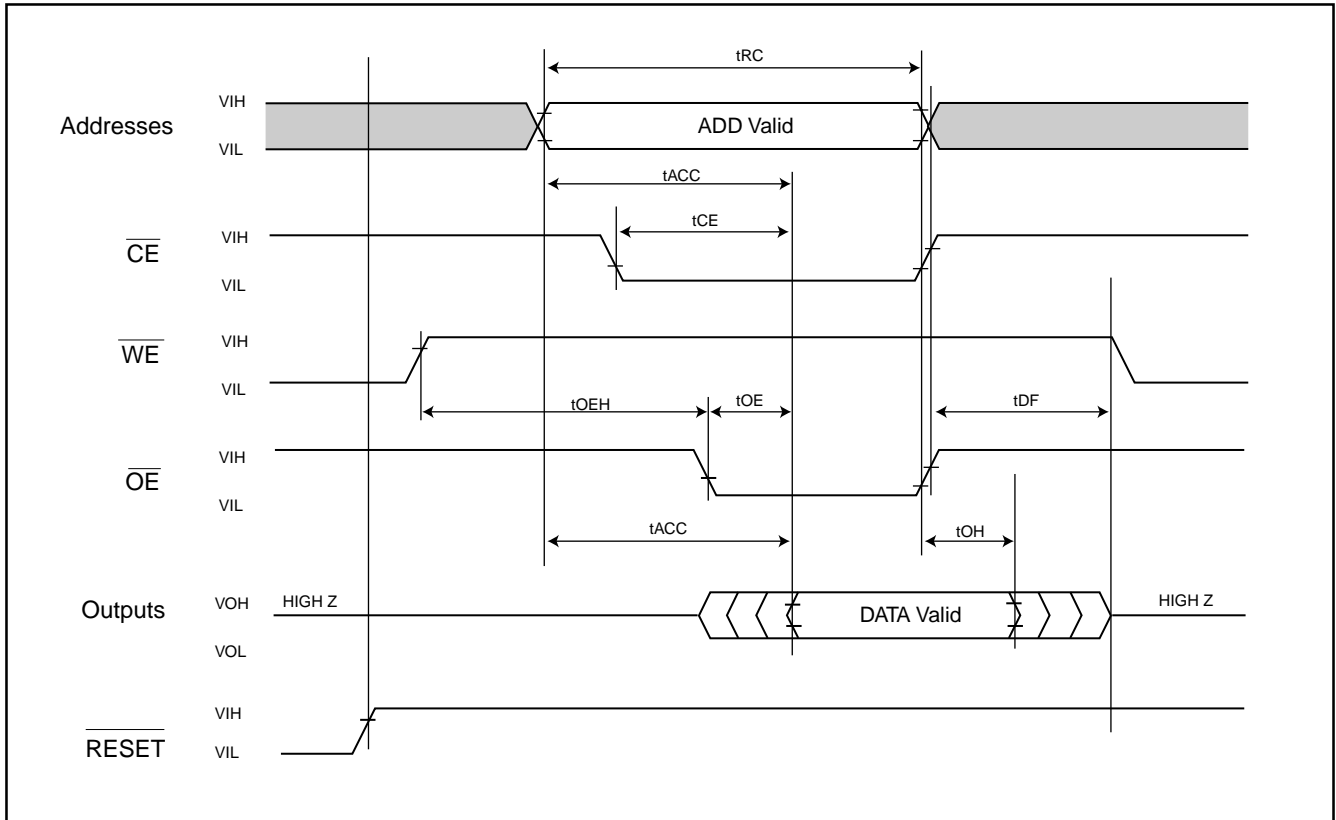 tRC
VIH
Addresses
ADD Valid
VIL
tACC
tCE
VIH
CE
VIL
VIH
WE
VIL
tOEH
tOE
tDF
VIH
OE
VIL
tACC
tOH
Outputs
VOH
HIGH Z
DATA Valid
HIGH Z
VOL
VIH
RESET
VIL